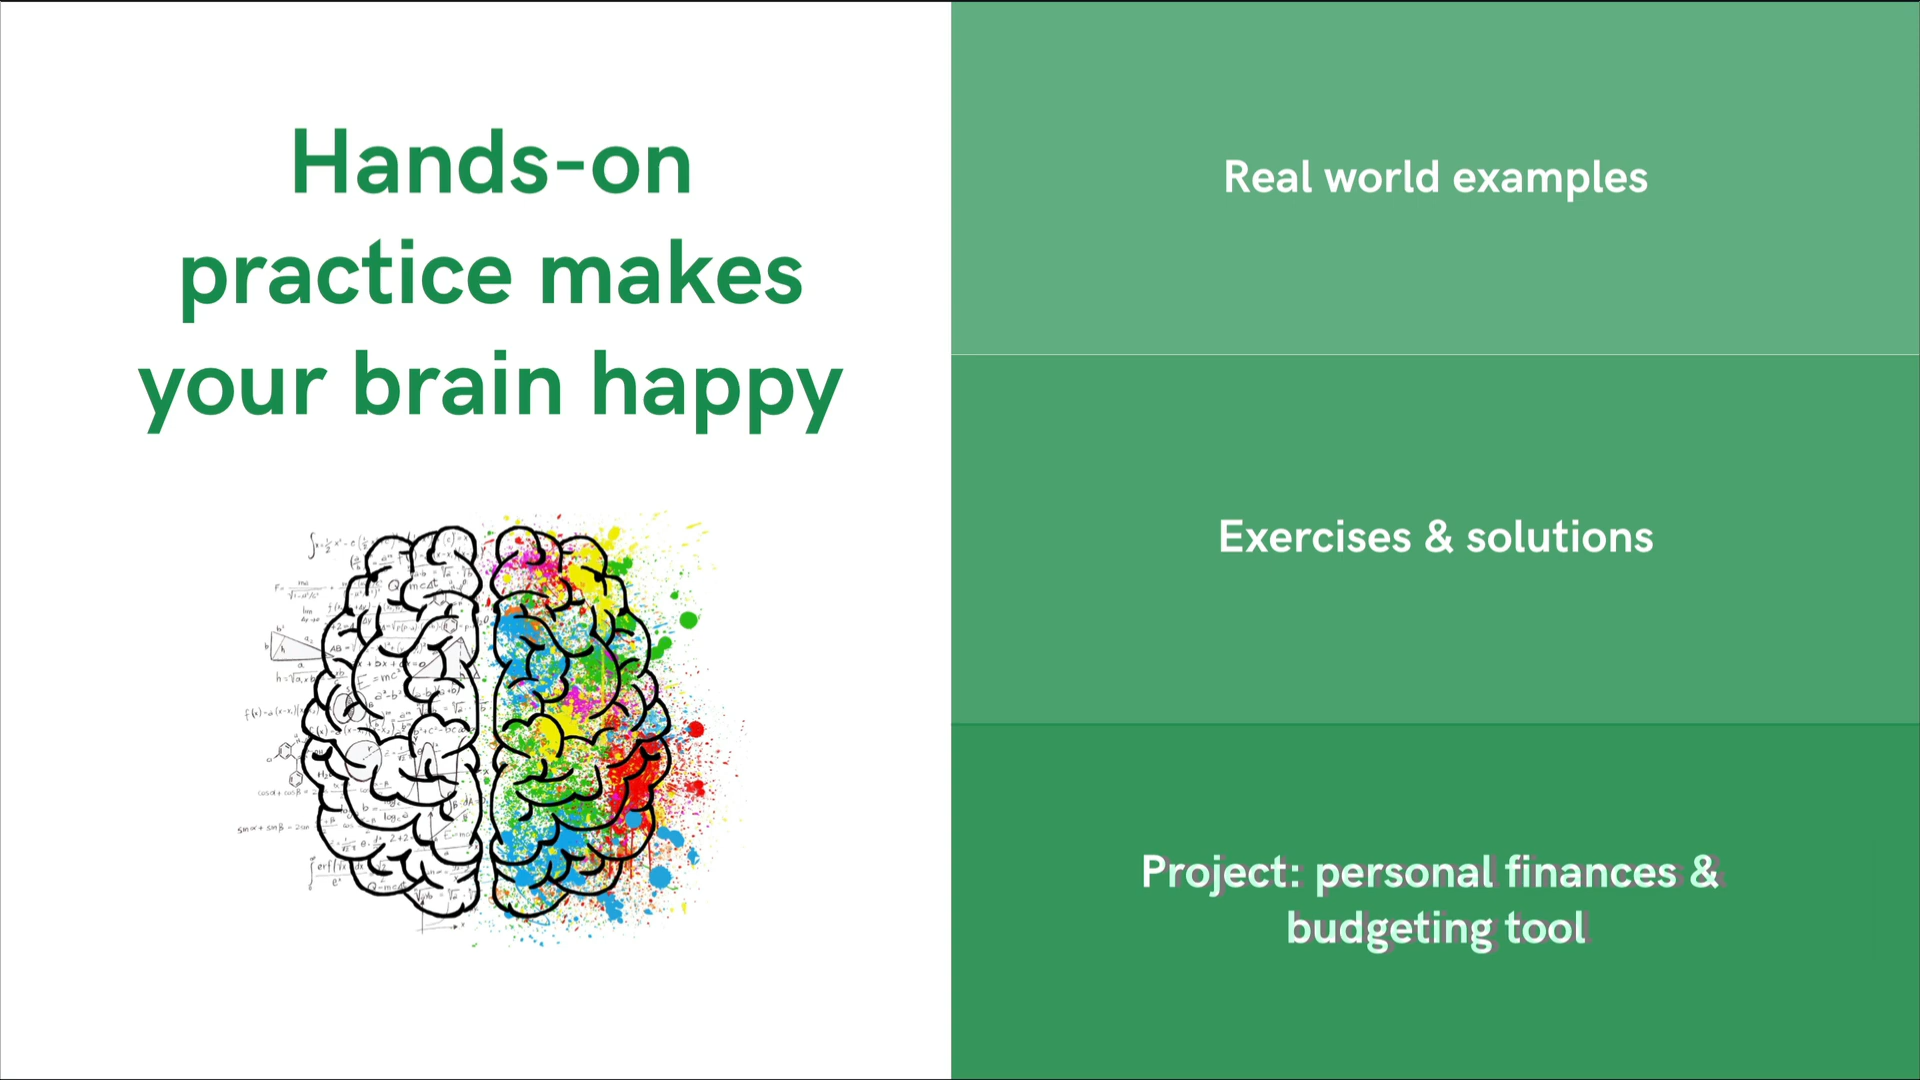 Hands-on
practice makes
your brain happy
Real world examples
Exercises & solutions
Project: personal finances &
budgeting tool